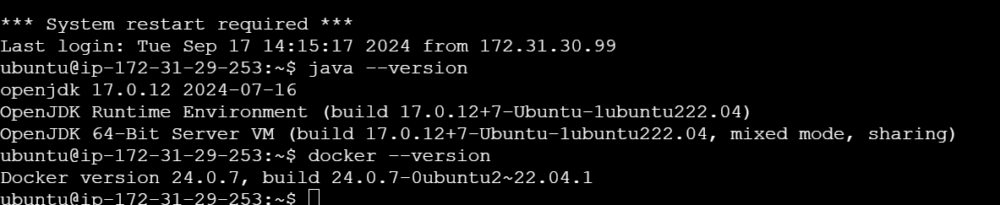 *** System restart required ***
Last login: Tue Sep 17 14:15:17 2024 from 172.31.30.99
ubuntu@ip-172-31-29-253:~$ java --version
openjdk 17.0.12 2024-07-16
OpenJDK Runtime Environment (build 17.0.12+7-Ubuntu-1ubuntu222.04)
OpenJDK 64-Bit Server VM (build 17.0.12+7-Ubuntu-1ubuntu222.04, mixed mode, sharing)
ubuntu@ip-172-31-29-253:~$ docker --version
Docker version 24.0.7, build 24.0.7-0ubuntu2~22.04.1
ubuntu@ip-172-31-29-253:~$